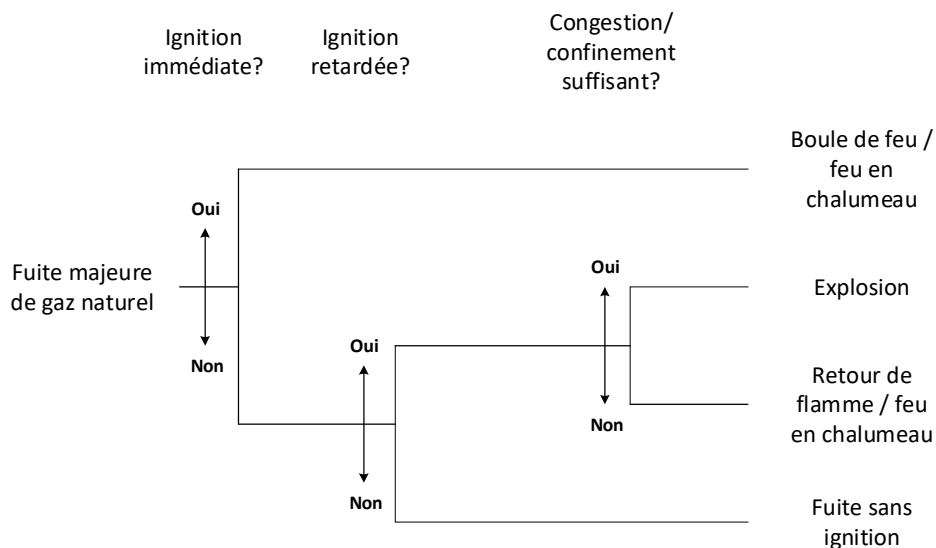 Ignition
immédiate?
Ignition
retardée?
Congestion/
confinement
suffisant?
Boule de feu /
feu en
chalumeau
Oui
Fuite majeure
de gaz naturel
Non
Oui
Explosion
Oui
Non
Retour de
flamme / feu
en chalumeau
Non
Fuite sans
ignition